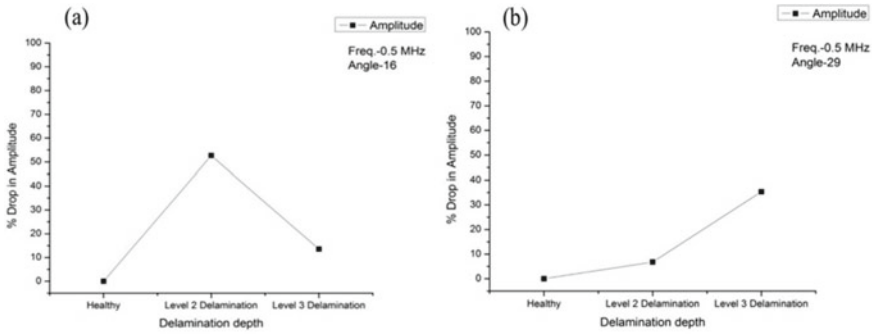 (a)
Amplitude
Freq.-0.5 MHz
Angle-16
100
90
80
70
60
50
40
30
20
10
0
% Drop in Amplitude
Healthy
Level 2 Delamination
Level 3 Delamination
Delamination depth
(b)
Amplitude
Freq.-0.5 MHz
Angle-29
100
90
80
70
60
50
40
30
20
10
0
% Drop in Amplitude
Healthy
Level 2 Delamination
Level 3 Delamination
Delamination depth